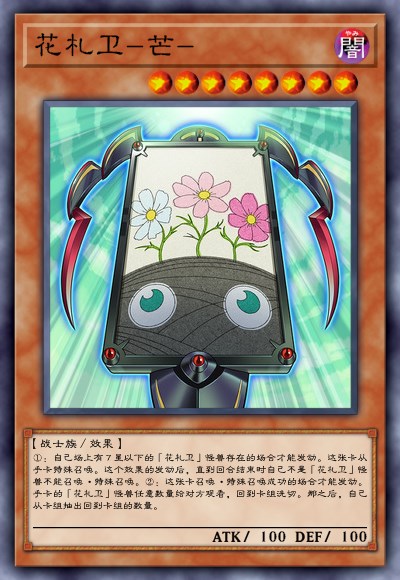 花札卫-芒-
やみ
闇
【战士族/效果】
①：自己场上有7星以下的「花札卫」怪兽存在的场合才能发动。这张卡从
手卡特殊召唤。这个效果的发动后，直到回合结束时自己不是「花札卫」怪
兽不能召唤·特殊召唤。②：这张卡召唤·特殊召唤成功的场合才能发动。
手卡的「花札卫」怪兽任意数量给对方观看，回到卡组洗切。那之后，自己
从卡组抽出回到卡组的数量。
ATK/ 100 DEF/ 100